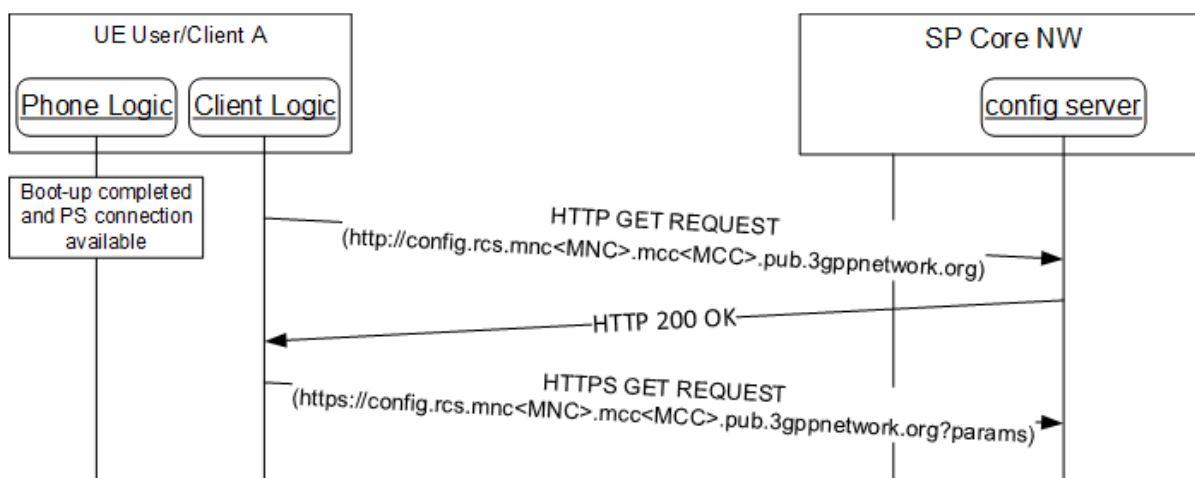 UE User/Client A
SP Core NW
Phone Logic
Client Logic
config server
Boot-up completed
and PS connection
available
HTTP GET REQUEST
(http://config.rcs.mnc<MNC>.mcc<MCC>.pub.3gppnetwork.org)
HTTP 200 OK
HTTPS GET REQUEST
(https://config.rcs.mnc<MNC>.mcc<MCC>.pub.3gppnetwork.org?params)